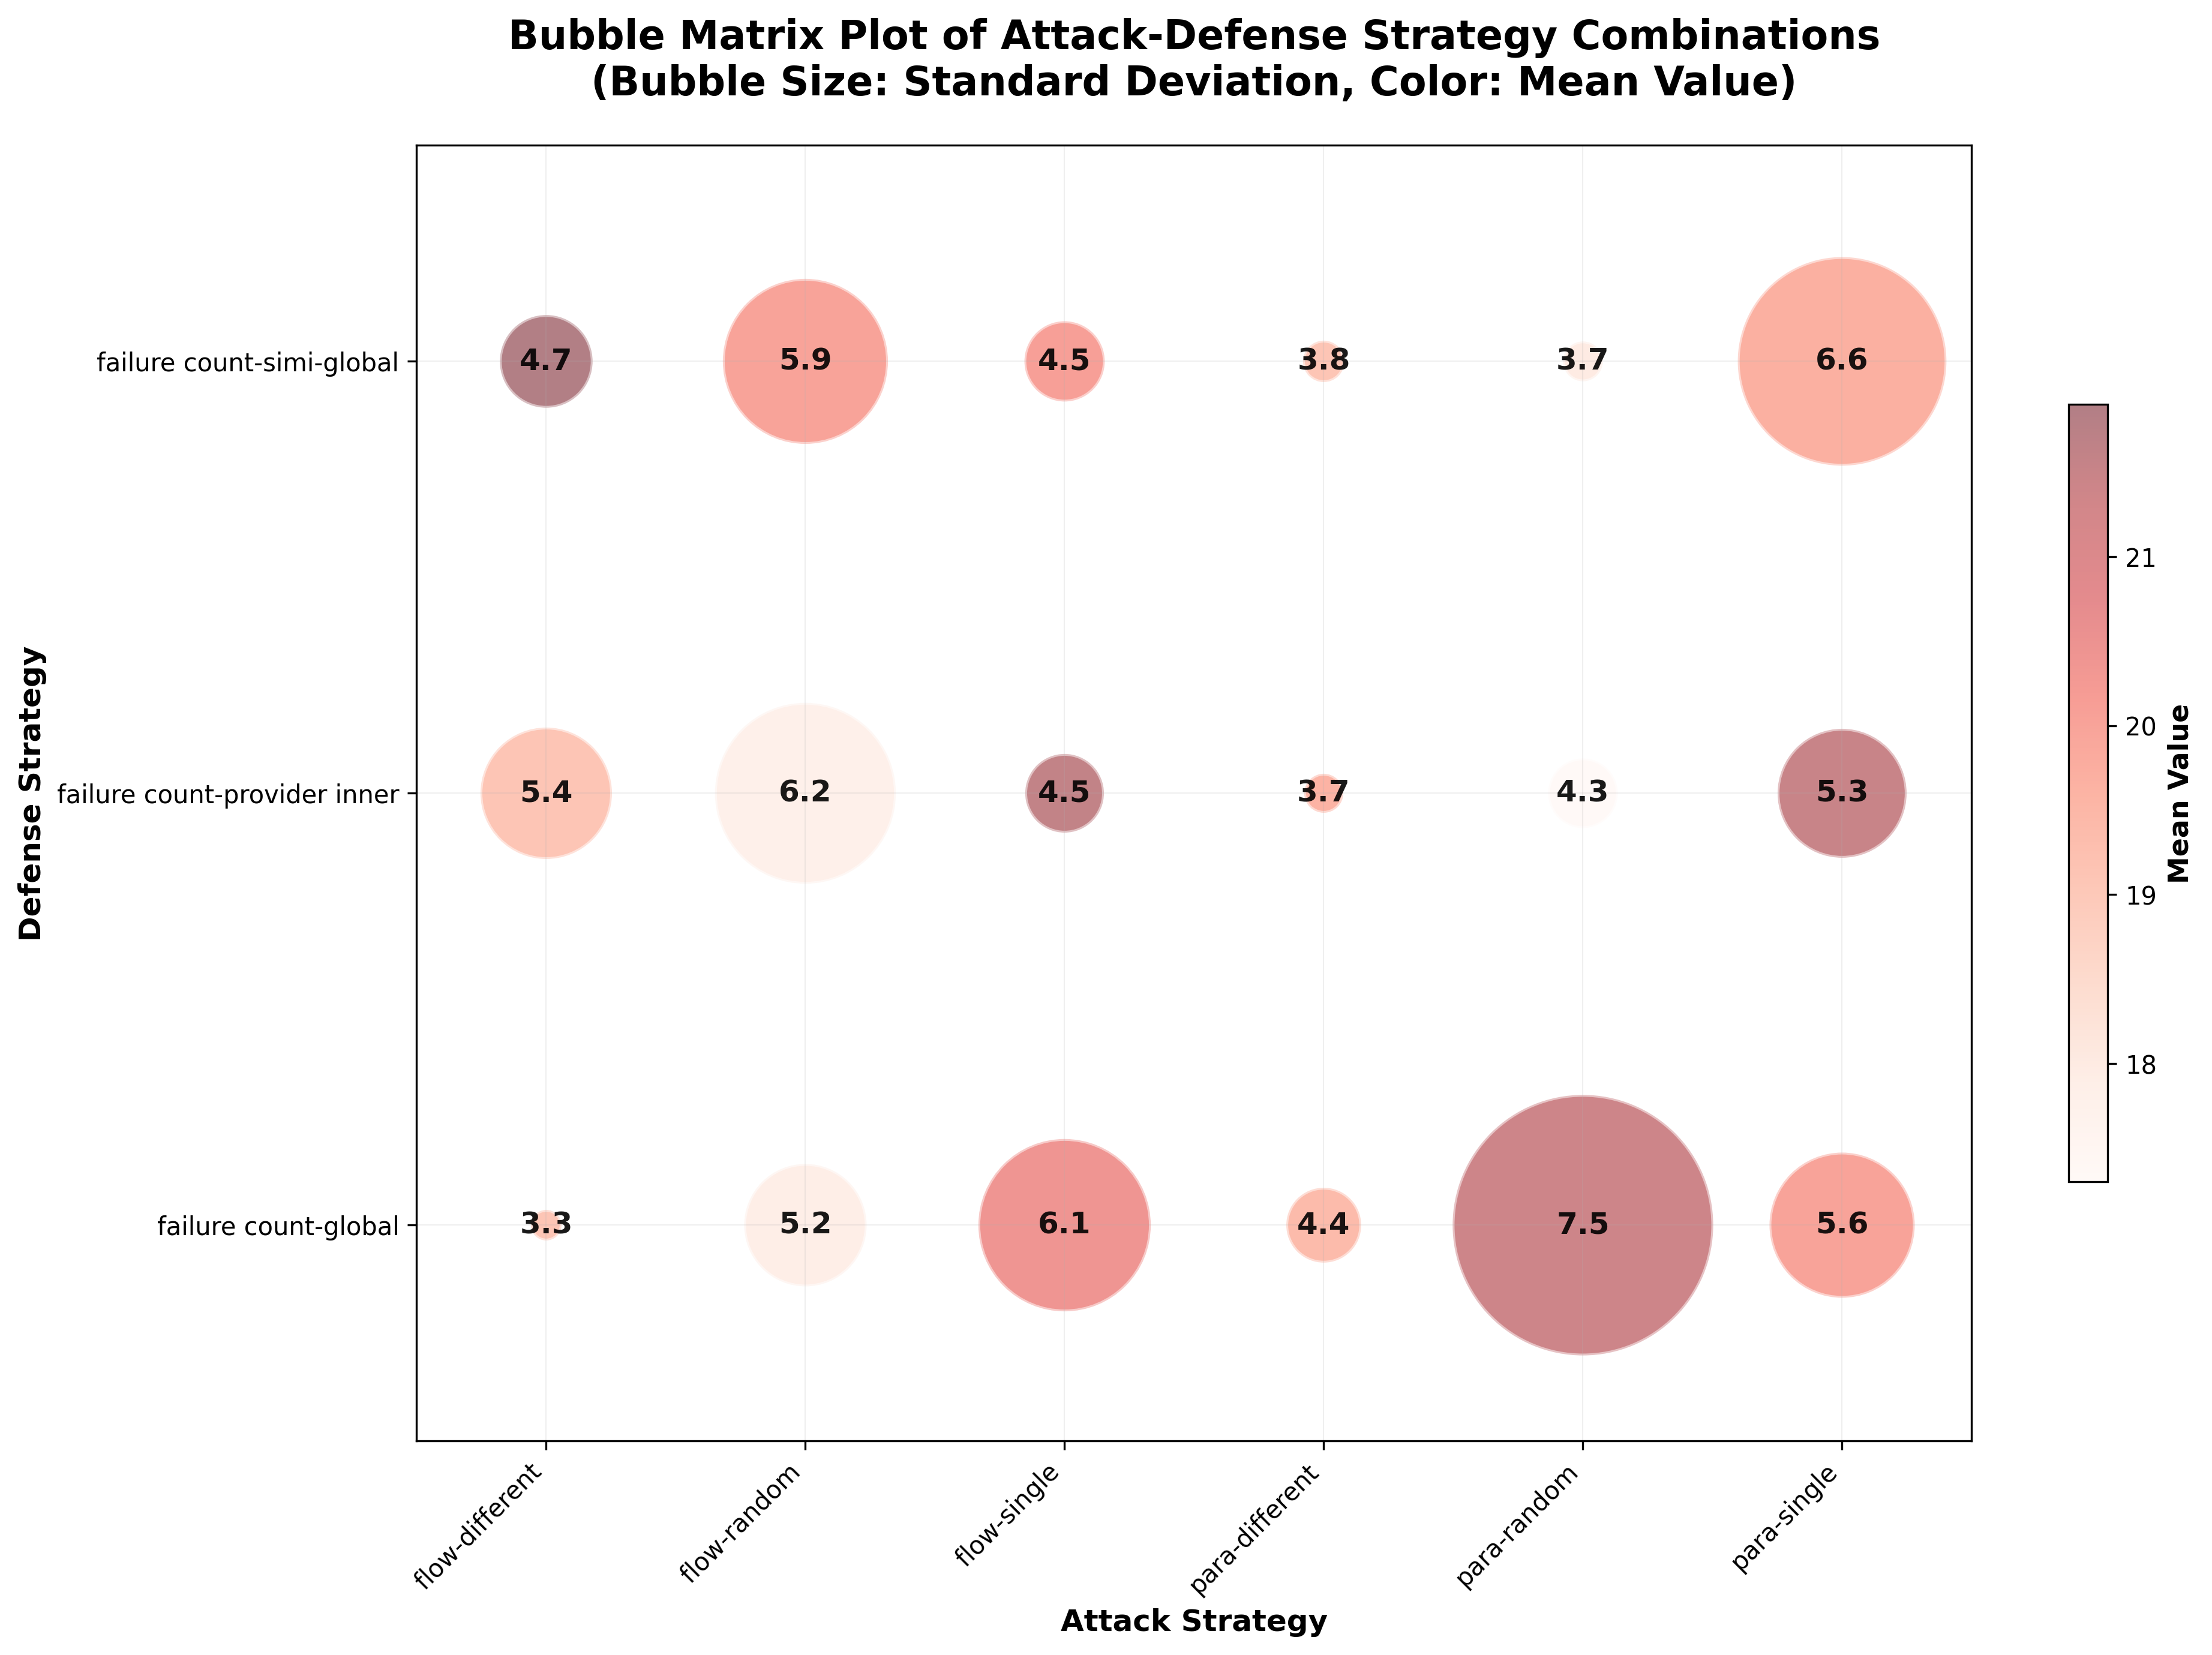 Bubble Matrix Plot of Attack-Defense Strategy Combinations
(Bubble Size: Standard Deviation, Color: Mean Value)
Defense Strategy
failure count-simi-global
4.7
5.9
4.5
3.8
3.7
6.6
failure count-provider inner
5.4
6.2
4.5
3.7
4.3
5.3
failure count-global
3.3
5.2
6.1
4.4
7.5
5.6
flow-different
flow-random
flow-single
para-different
para-random
para-single
Attack Strategy
21
20
19
18
Mean Value